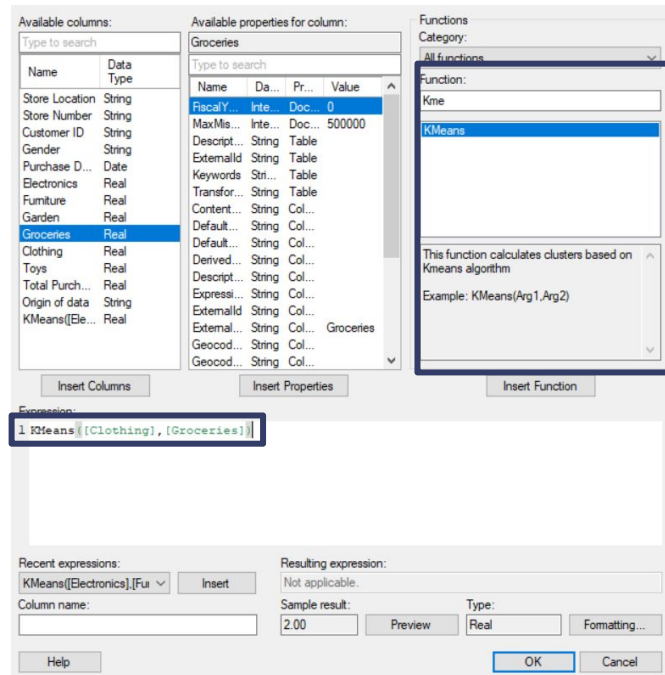 Available columns:
Type to search
Name Data Type
Store Location String
Store Number String
Customer ID String
Gender String
Purchase D... Date
Electronics Real
Furniture Real
Garden Real
Groceries Real
Clothing Real
Toys Real
Total Purch... Real
Origin of data String
KMeans([Ele... Real
Insert Columns
Available properties for column:
Groceries
Type to search
Name Da... Pr... Value
FiscalY... Inte... Doc... 0
MaxMis... Inte... Doc... 500000
Descript... String Table
ExternalId String Table
Keywords Stri... Table
Transfor... String Table
Content... String Col...
Default... String Col...
Default... String Col...
Derived... String Col...
Descript... String Col...
Expressi... String Col...
ExternalId String Col...
External... String Col... Groceries
Geocod... String Col...
Geocod... String Col...
Insert Properties
Functions
Category:
All functions
Function:
Kme
KMeans
This function calculates clusters based on
Kmeans algorithm
Example: KMeans(Arg1,Arg2)
Insert Function
Expression:
1 KMeans([Clothing],[Groceries])
Recent expressions:
KMeans([Electronics],[Fur
Insert
Resulting expression:
Not applicable.
Column name:
Sample result:
2.00
Preview
Type:
Real
Formatting...
Help
OK
Cancel